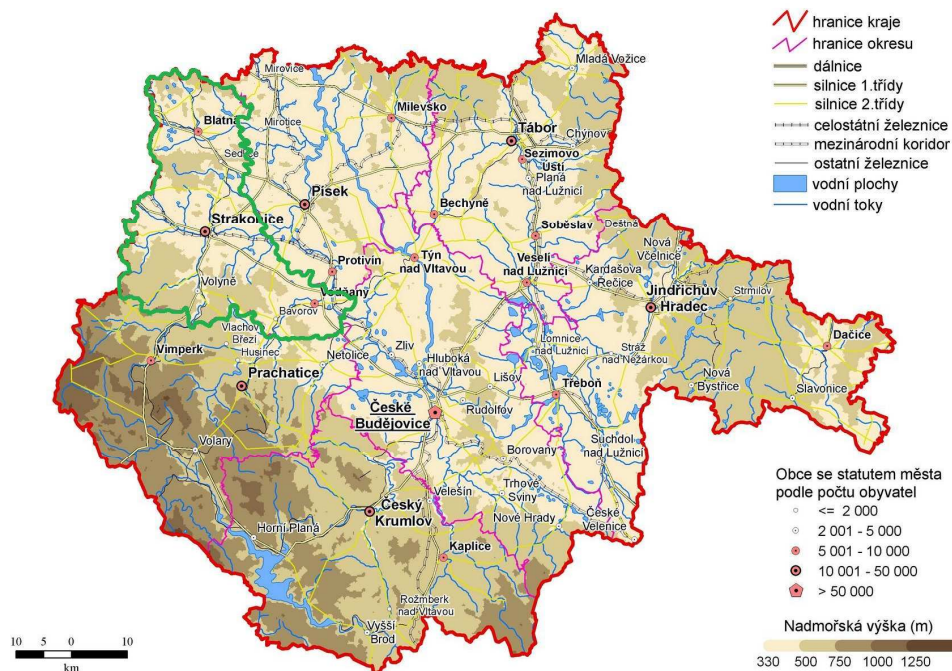 hranice kraje
hranice okresu
dálnice
silnice 1.třídy
silnice 2.třídy
celostátní železnice
mezinárodní koridor
ostatní železnice
vodní plochy
vodní toky
Mirovice
Mladá Vožice
Blatná
Mirotice
Milevsko
Tábor
Chýnov
Sedlice
Sezimovo
Ústí
Planá
nad Lužnicí
Písek
Bechyně
Strakonice
Soběslav
Deštná
Nová
Včelnice
Protivín
Týn
nad Vltavou
Veselí
nad Lužnicí
Kardašova
Řečice
Volyně
Vodňany
Bavorov
Jindřichův
Hradec
Strmilov
Vlachovo
Březí
Husinec
Vimperk
Netolice
Zliv
Hluboká
nad Vltavou
Lomnice
nad Lužnicí
Stráž
nad Nežárkou
Dačice
Prachatice
Lišov
Třeboň
Nová
Bystřice
Slavonice
České
Budějovice
Rudolfov
Volary
Borovany
Suchdol
nad Lužnicí
Velešín
Trhové
Sviny
Český
Krumlov
Nové Hrady
České
Velenice
Horní Planá
Kaplice
Rožmberk
nad Vltavou
Vyšší
Brod
Obce se statutem města
podle počtu obyvatel
<= 2 000
2 001 - 5 000
5 001 - 10 000
10 001 - 50 000
> 50 000
Nadmořská výška (m)
330 500 750 1000 1250
10 5 0 10
km